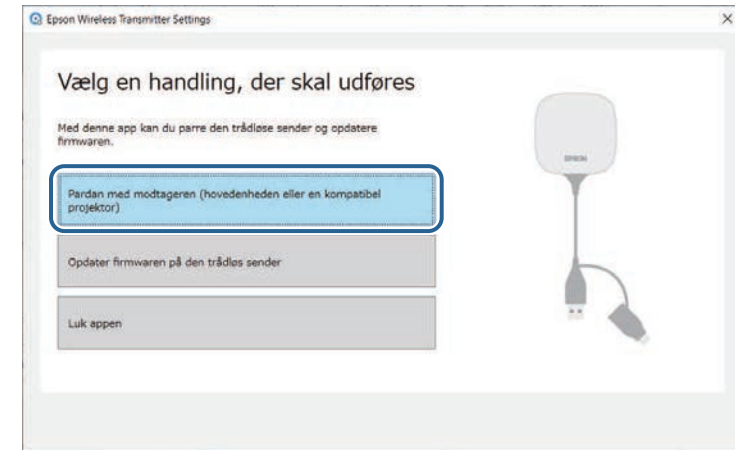 Epson Wireless Transmitter Settings
Vælg en handling, der skal udføres
Med denne app kan du parre den trådløse sender og opdatere
firmwaren.
EPSON
Pardan med modtageren (hovedenheden eller en kompatibel
projektor)
Opdater firmwaren på den trådløs sender
Luk appen